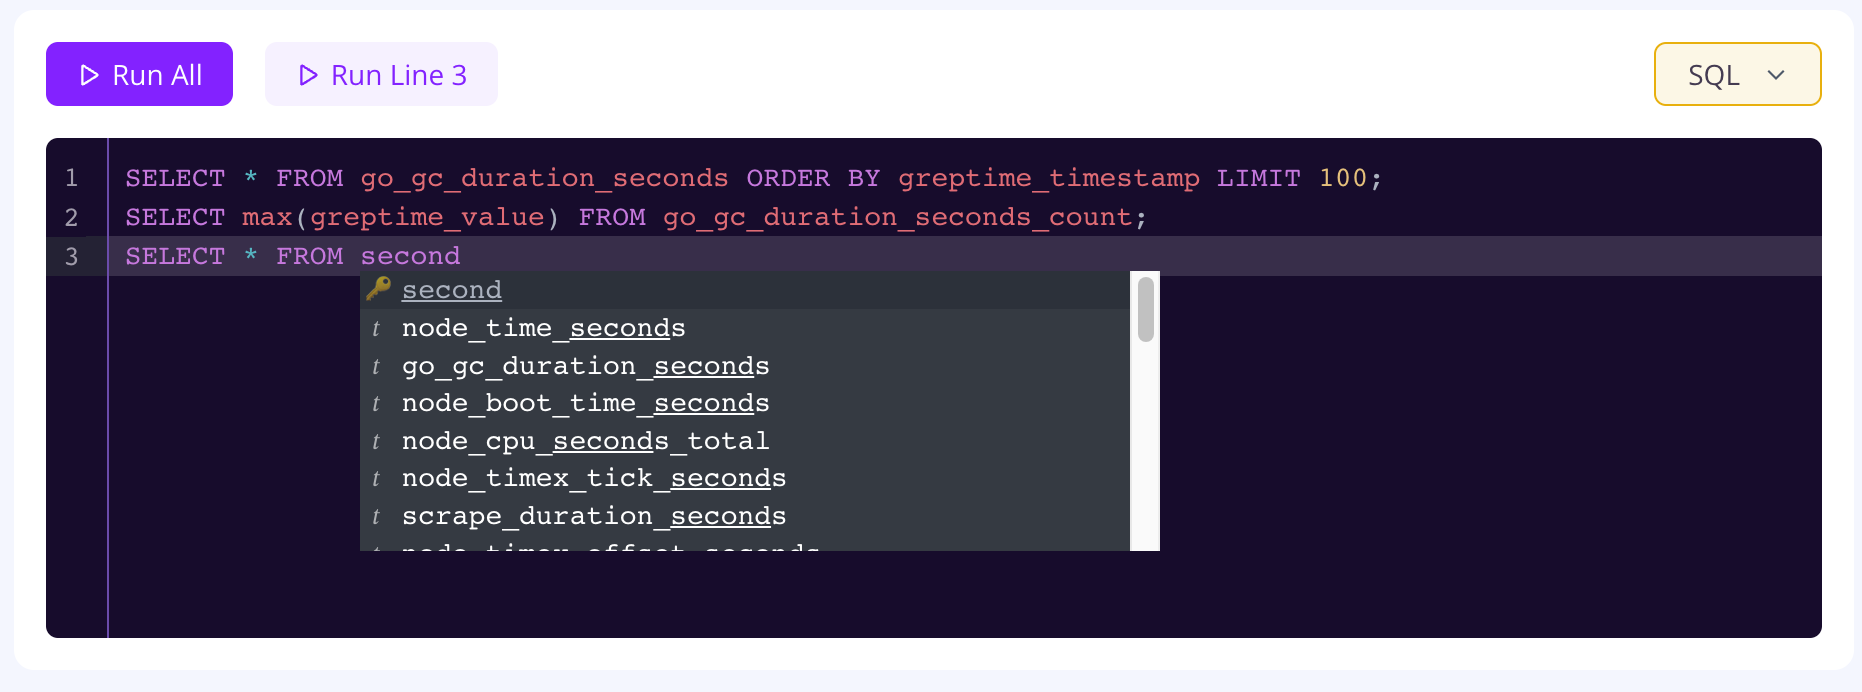 Run All
Run Line 3
SQL
1 SELECT * FROM go_gc_duration_seconds ORDER BY greptime_timestamp LIMIT 100;
2 SELECT max(greptime_value) FROM go_gc_duration_seconds_count;
3 SELECT * FROM second
second
t node_time_seconds
t go_gc_duration_seconds
t node_boot_time_seconds
t node_cpu_seconds_total
t node_timex_tick_seconds
t scrape_duration_seconds
t node_timex_offset_seconds